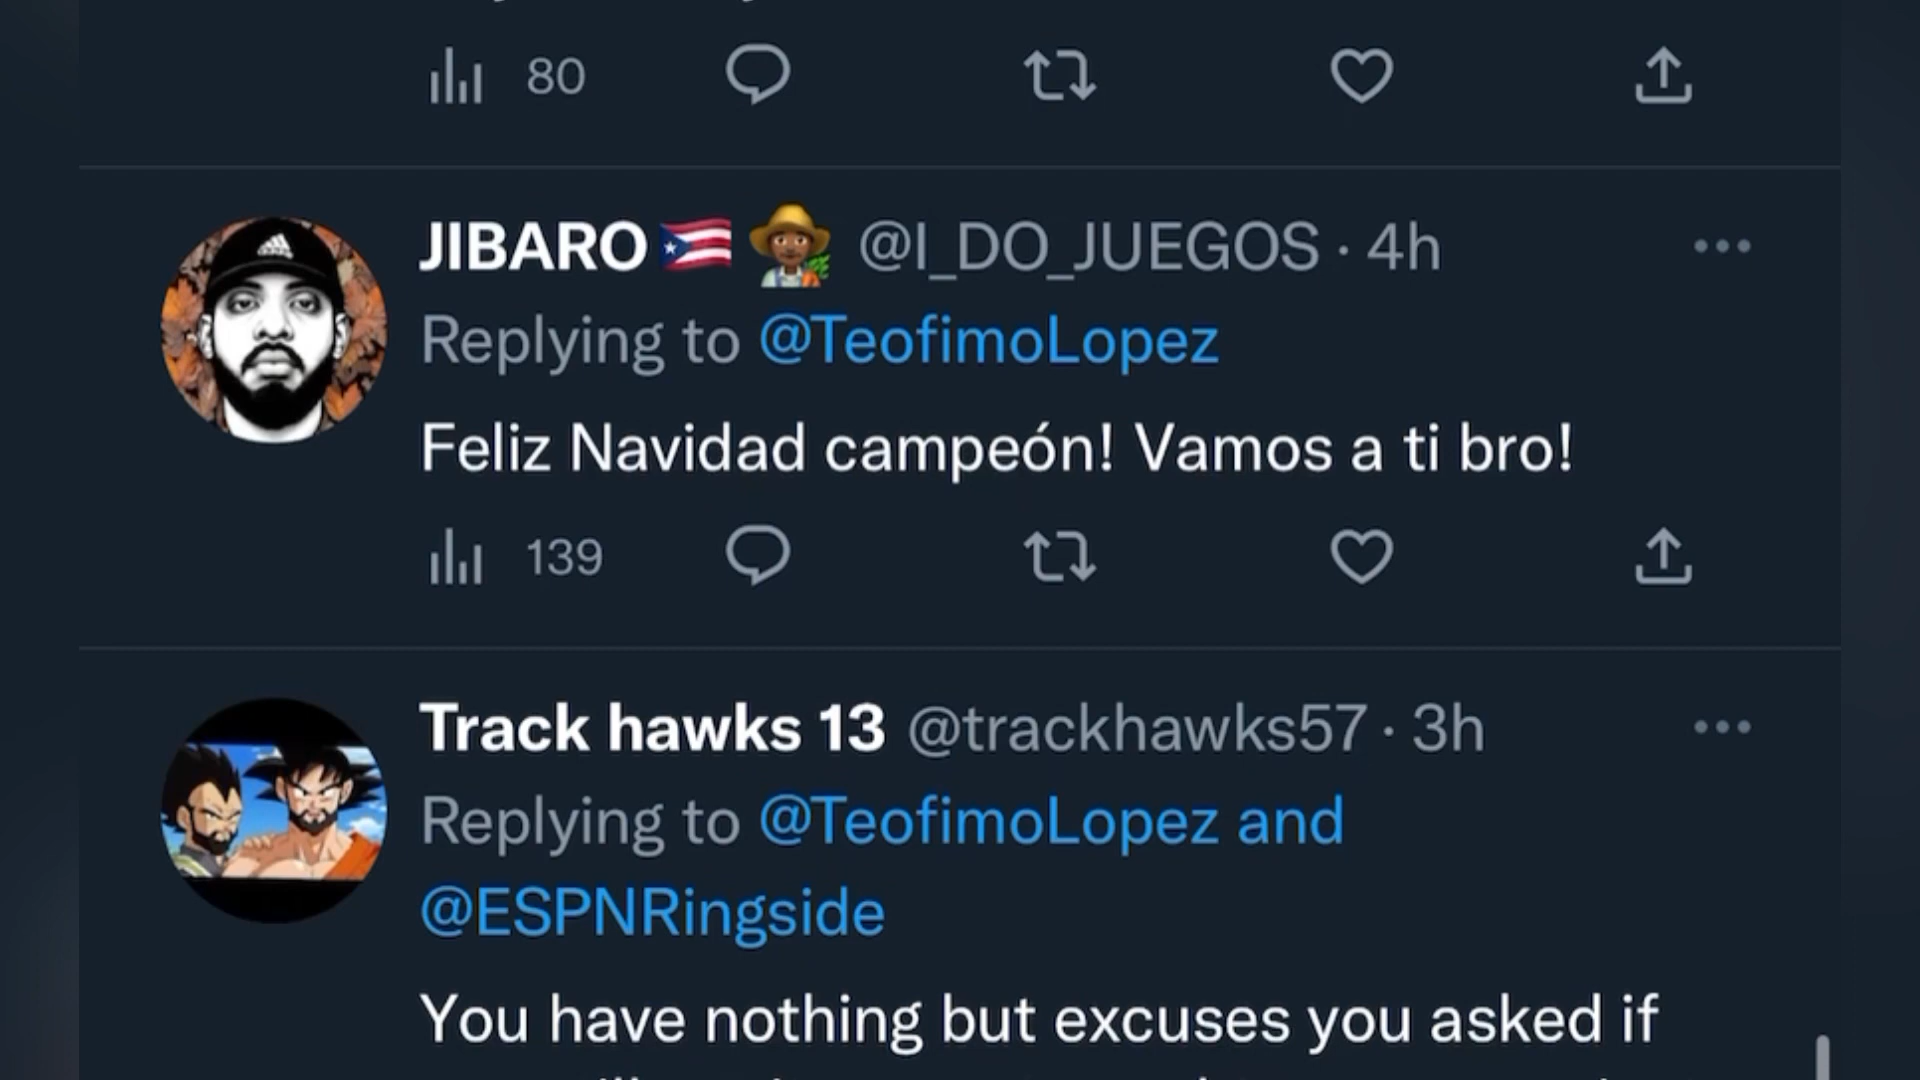 80
JIBARO🇵🇷👨🏾‍🌾 @I_DO_JUEGOS · 4h
Replying to @TeofimoLopez
Feliz Navidad campeón! Vamos a ti bro!
139
Track hawks 13 @trackhawks57 · 3h
Replying to @TeofimoLopez and
@ESPNRingside
You have nothing but excuses you asked if